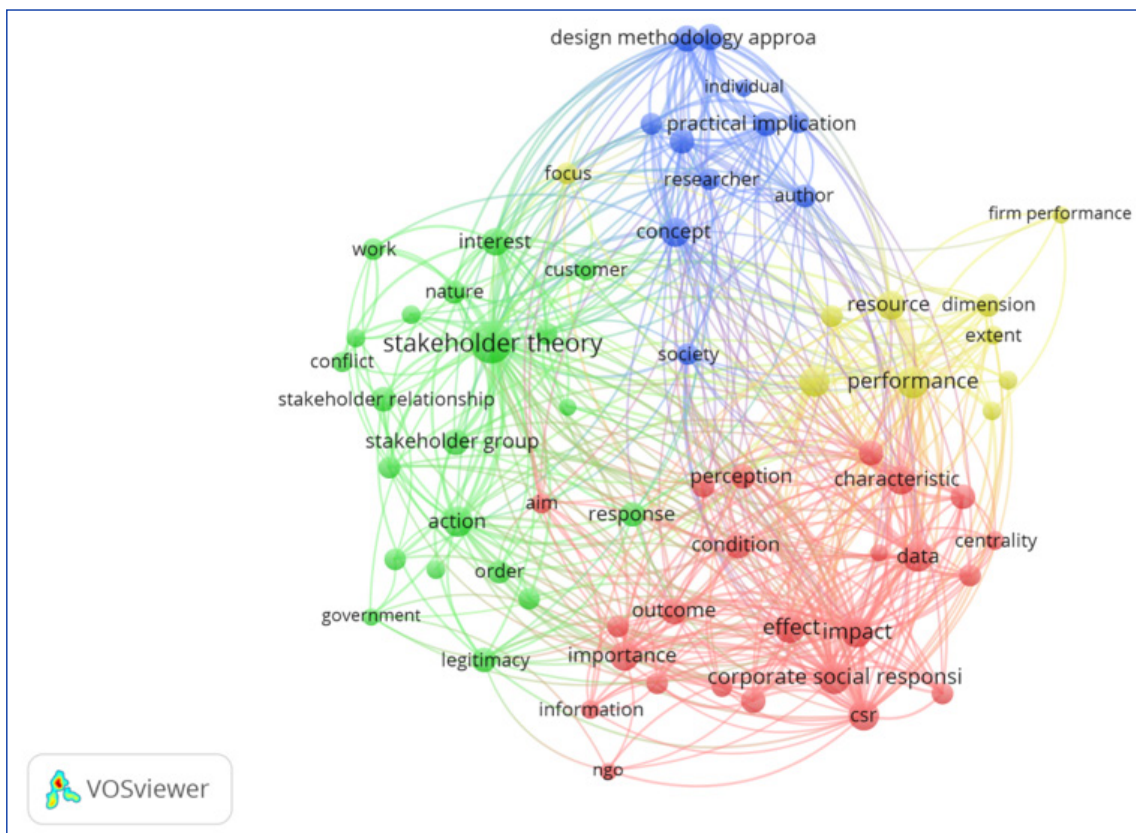 design methodology approa
individual
practical implication
focus
researcher
author
firm performance
concept
work
interest
customer
nature
resource
dimension
extent
stakeholder theory
society
conflict
performance
stakeholder relationship
stakeholder group
perception
characteristic
aim
response
action
condition
centrality
data
order
outcome
government
effect
impact
legitimacy
importance
corporate social responsi
information
csr
ngo
VOSviewer